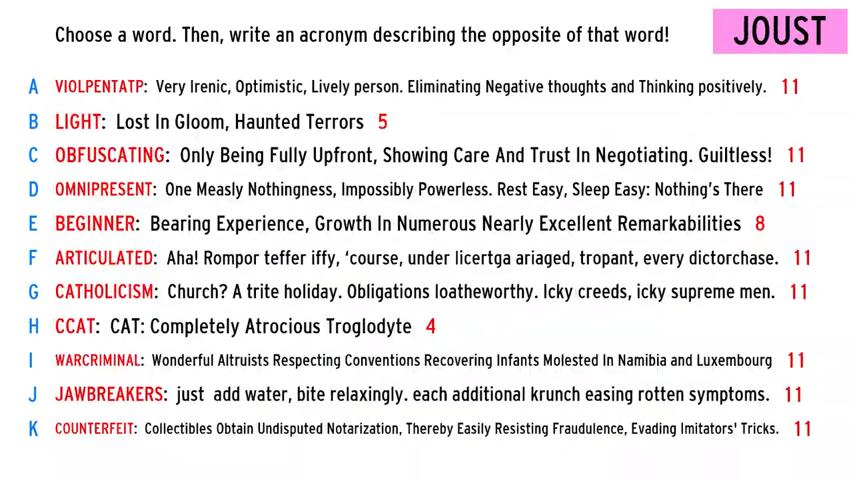 Choose a word. Then, write an acronym describing the opposite of that word!
JOUST
A VIOLPENTATP: Very Irenic, Optimistic, Lively person. Eliminating Negative thoughts and Thinking positively. 11
B LIGHT: Lost In Gloom, Haunted Terrors 5
C OBFUSCATING: Only Being Fully Upfront, Showing Care And Trust In Negotiating. Guiltless! 11
D OMNIPRESENT: One Measly Nothingness, Impossibly Powerless. Rest Easy, Sleep Easy: Nothing's There 11
E BEGINNER: Bearing Experience, Growth In Numerous Nearly Excellent Remarkabilities 8
F ARTICULATED: Aha! Rompor teffer iffy, 'course, under licertga ariaged, tropant, every dictorchase. 11
G CATHOLICISM: Church? A trite holiday. Obligations loatheworthy. Icky creeds, icky supreme men. 11
H CCAT: CAT: Completely Atrocious Troglodyte 4
I WARCRIMINAL: Wonderful Altruists Respecting Conventions Recovering Infants Molested In Namibia and Luxembourg 11
J JAWBREAKERS: just add water, bite relaxingly. each additional krunch easing rotten symptoms. 11
K COUNTERFEIT: Collectibles Obtain Undisputed Notarization, Thereby Easily Resisting Fraudulence, Evading Imitators' Tricks. 11